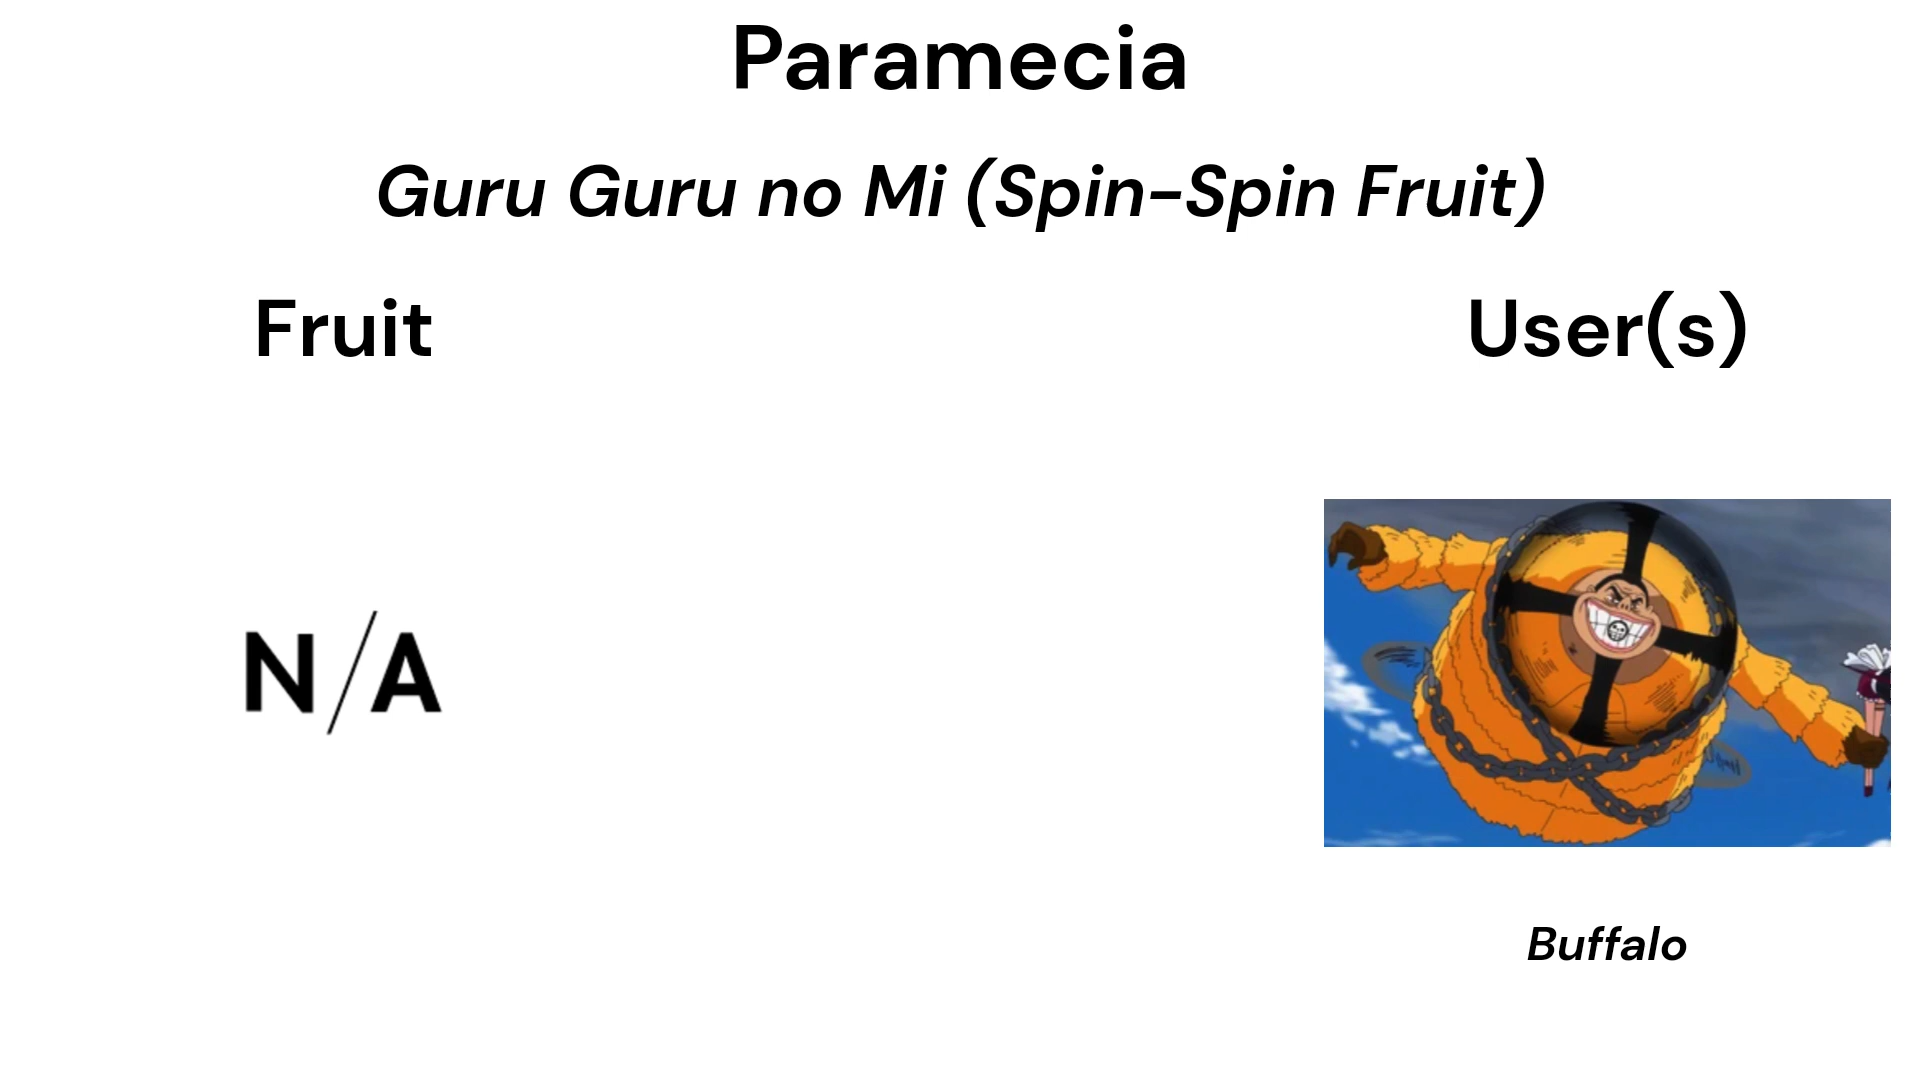 Paramecia
Guru Guru no Mi (Spin-Spin Fruit)
Fruit
User(s)
N/A
Buffalo